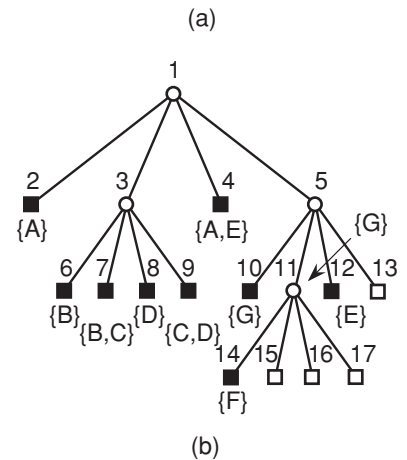 (a)
1
2 3 4 5
{A} {A,E} {G}
6 7 8 9 10 11 12 13
{B} {B,C} {D} {C,D} {G} {E}
14 15 16 17
{F}
(b)